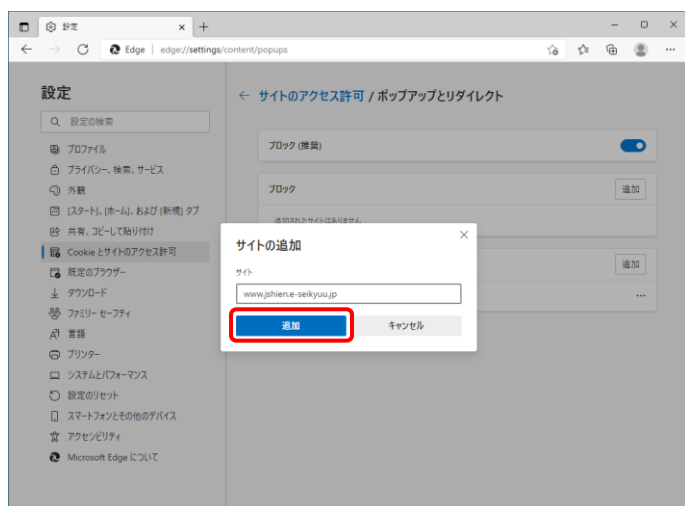 設定
Edge | edge://settings/content/popups
設定
設定の検索
プロファイル
プライバシー、検索、サービス
外観
[スタート]、[ホーム]、および [新規] タブ
共有、コピーして貼り付け
Cookie とサイトのアクセス許可
既定のブラウザー
ダウンロード
ファミリー セーフティ
言語
プリンター
システムとパフォーマンス
設定のリセット
スマートフォンとその他のデバイス
アクセシビリティ
Microsoft Edge について
サイトのアクセス許可 / ポップアップとリダイレクト
ブロック (推奨)
ブロック
追加
追加されたサイトはありません
追加
サイトの追加
サイト
www.jshien.e-seikyuu.jp
追加
キャンセル